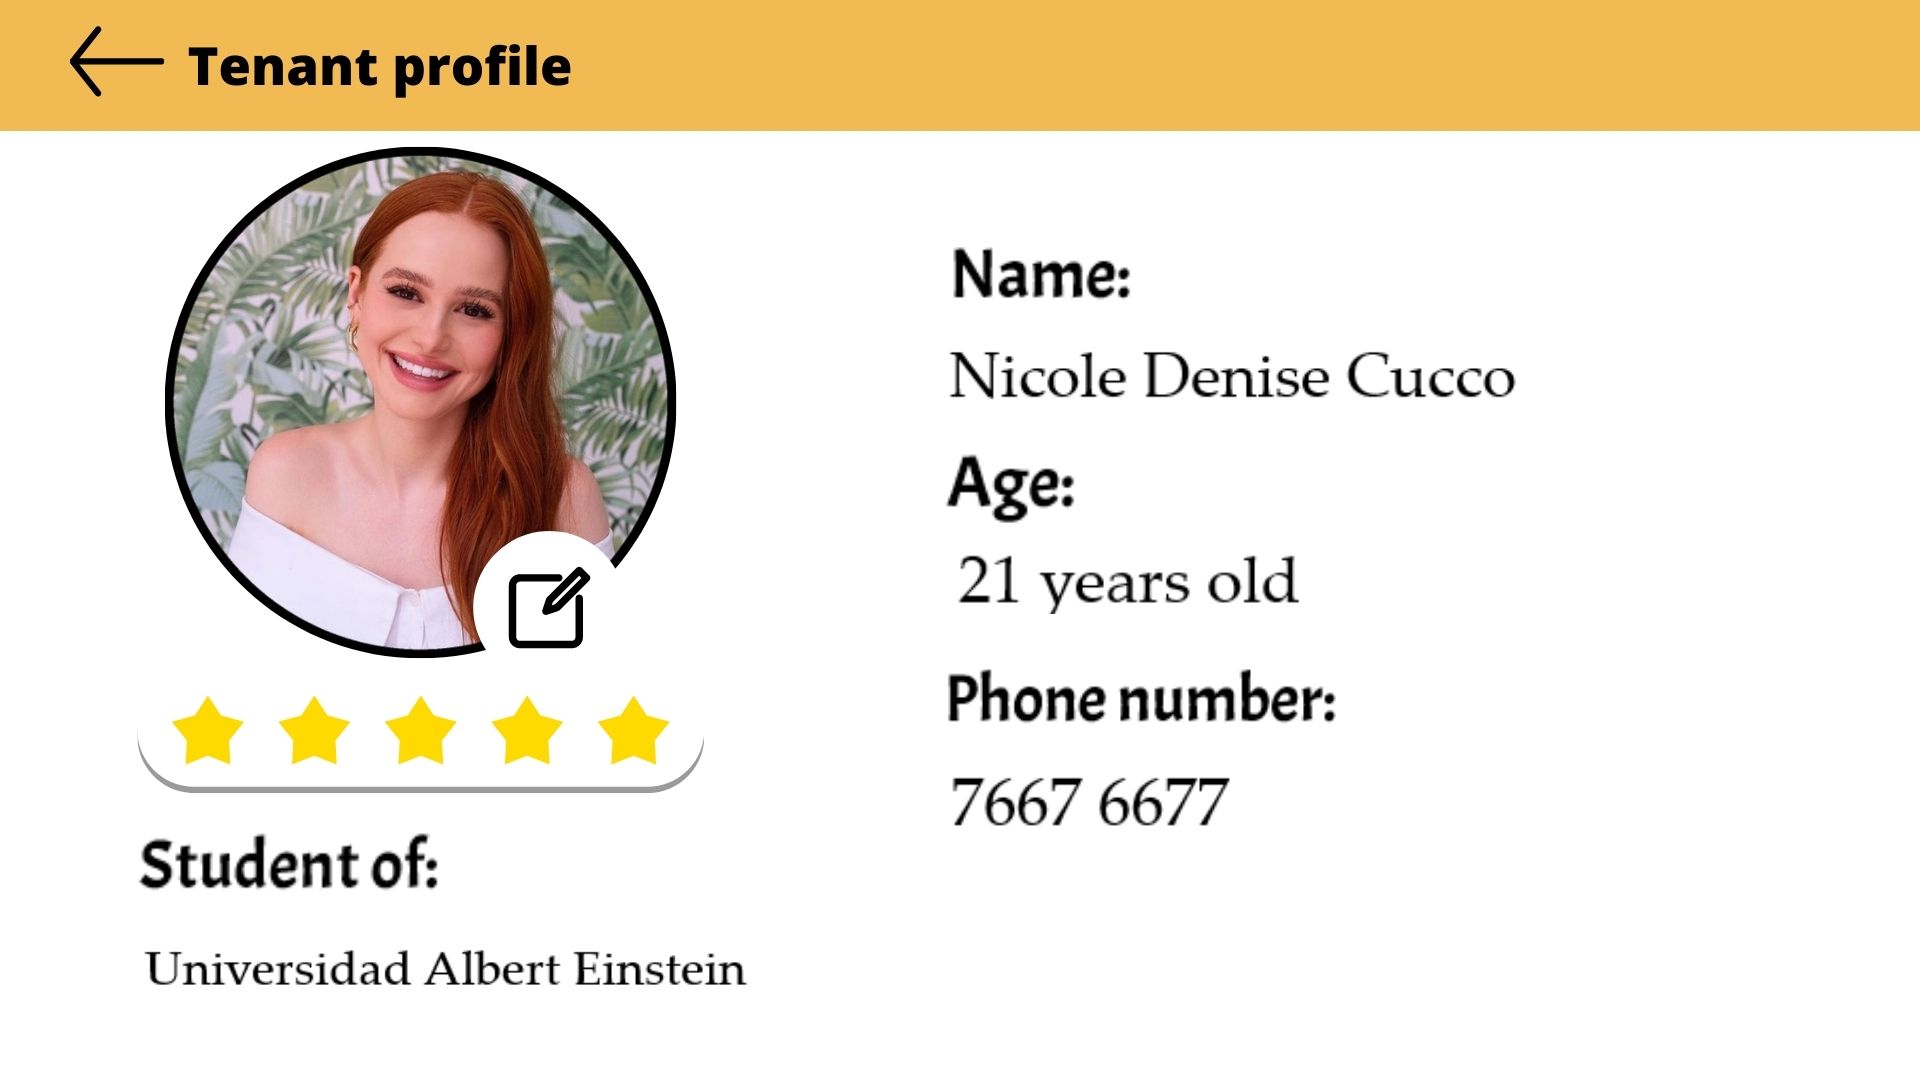 Tenant profile
Name:
Nicole Denise Cucco
Age:
21 years old
Phone number:
7667 6677
Student of:
Universidad Albert Einstein